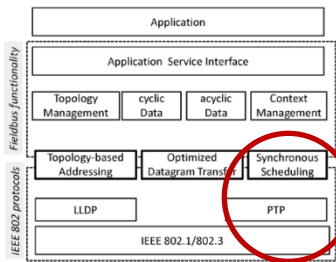 Application
Fieldbus functionality
Application Service Interface
Topology Management
cyclic Data
acyclic Data
Context Management
Topology-based Addressing
Optimized Datagram Transfer
Synchronous Scheduling
IEEE 802 protocols
LLDP
PTP
IEEE 802.1/802.3